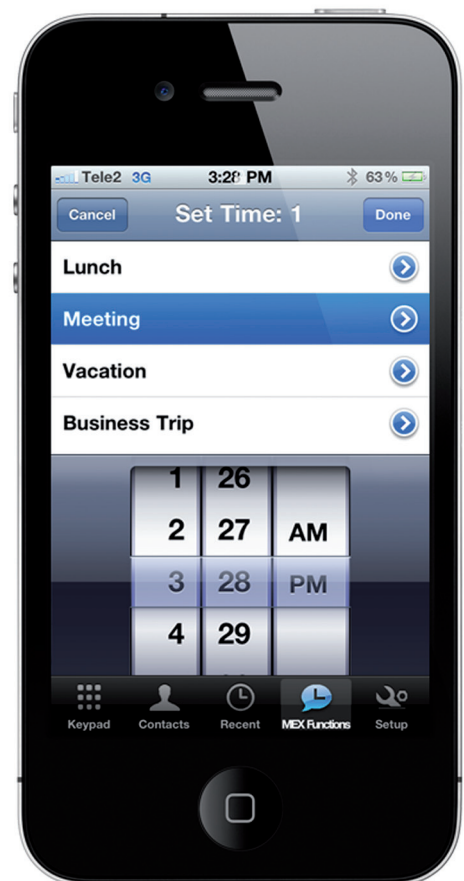 Tele2 3G 3:28 PM 63%
Cancel Set Time: 1 Done
Lunch
Meeting
Vacation
Business Trip
1 26
2 27 AM
3 28 PM
4 29
Keypad Contacts Recent MEX Functions Setup